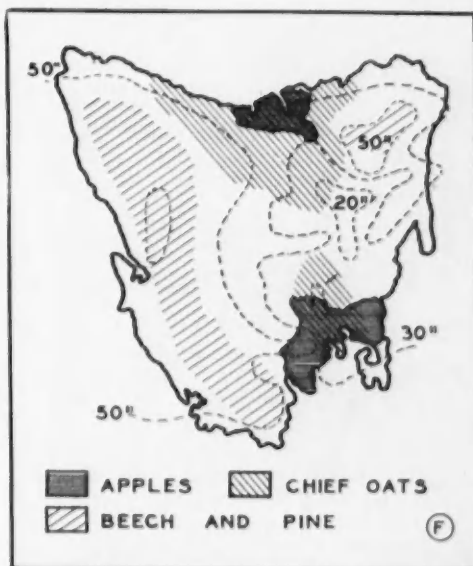 50"
50"
20"
30"
50"
APPLES CHIEF OATS
BEECH AND PINE F